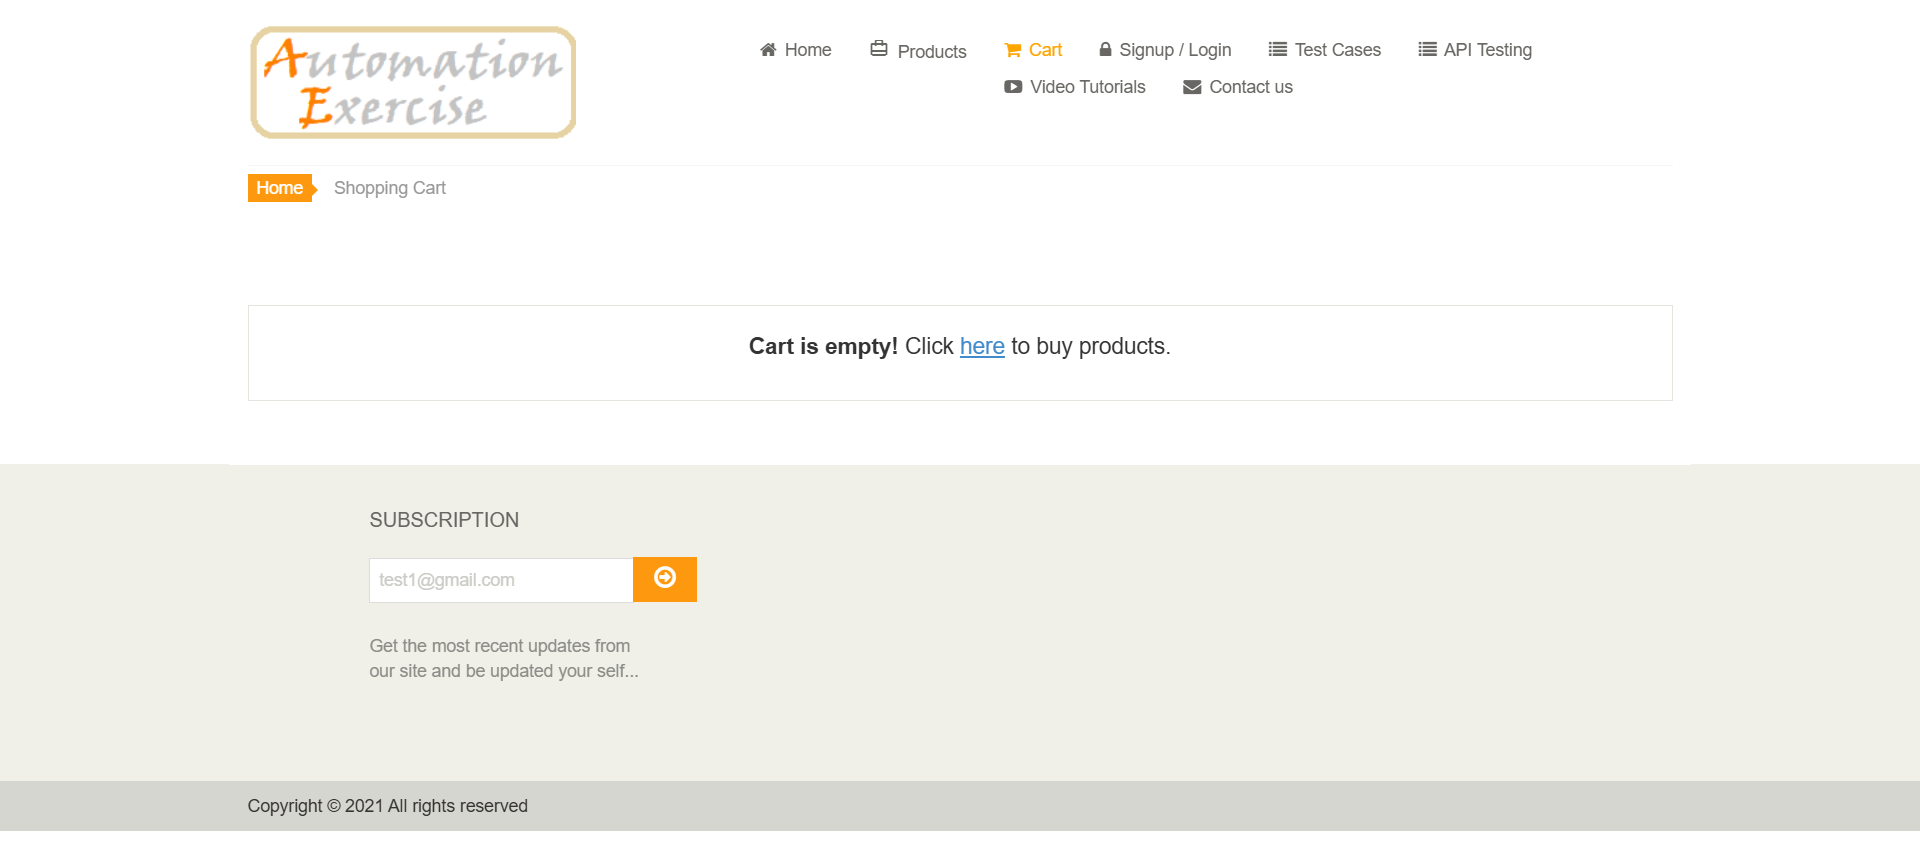 Automation
Exercise
Home Products Cart Signup / Login Test Cases API Testing
Video Tutorials Contact us
Home Shopping Cart
Cart is empty! Click here to buy products.
SUBSCRIPTION
test1@gmail.com
Get the most recent updates from
our site and be updated your self...
Copyright © 2021 All rights reserved